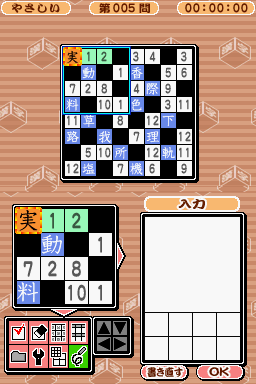 やさしい 第005問 00:00:00
実 1 2 3 4
動 1 香 5 6
7 2 8 4 際 9
料 10 1 色 3 11
11 草 8 12 下
路 我 7 理 12
5 10 所 12 軌 11
12 塩 7 機 6 9
入力
実 1 2
動 1
7 2 8
料 10 1
書き直す OK